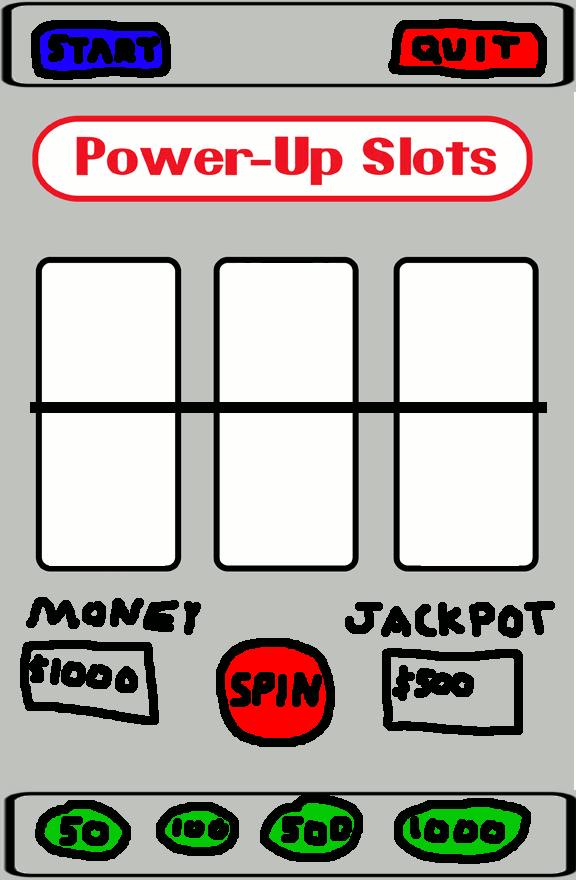 START QUIT
Power-Up Slots
MONEY JACKPOT
$1000 SPIN $500
50 100 500 1000